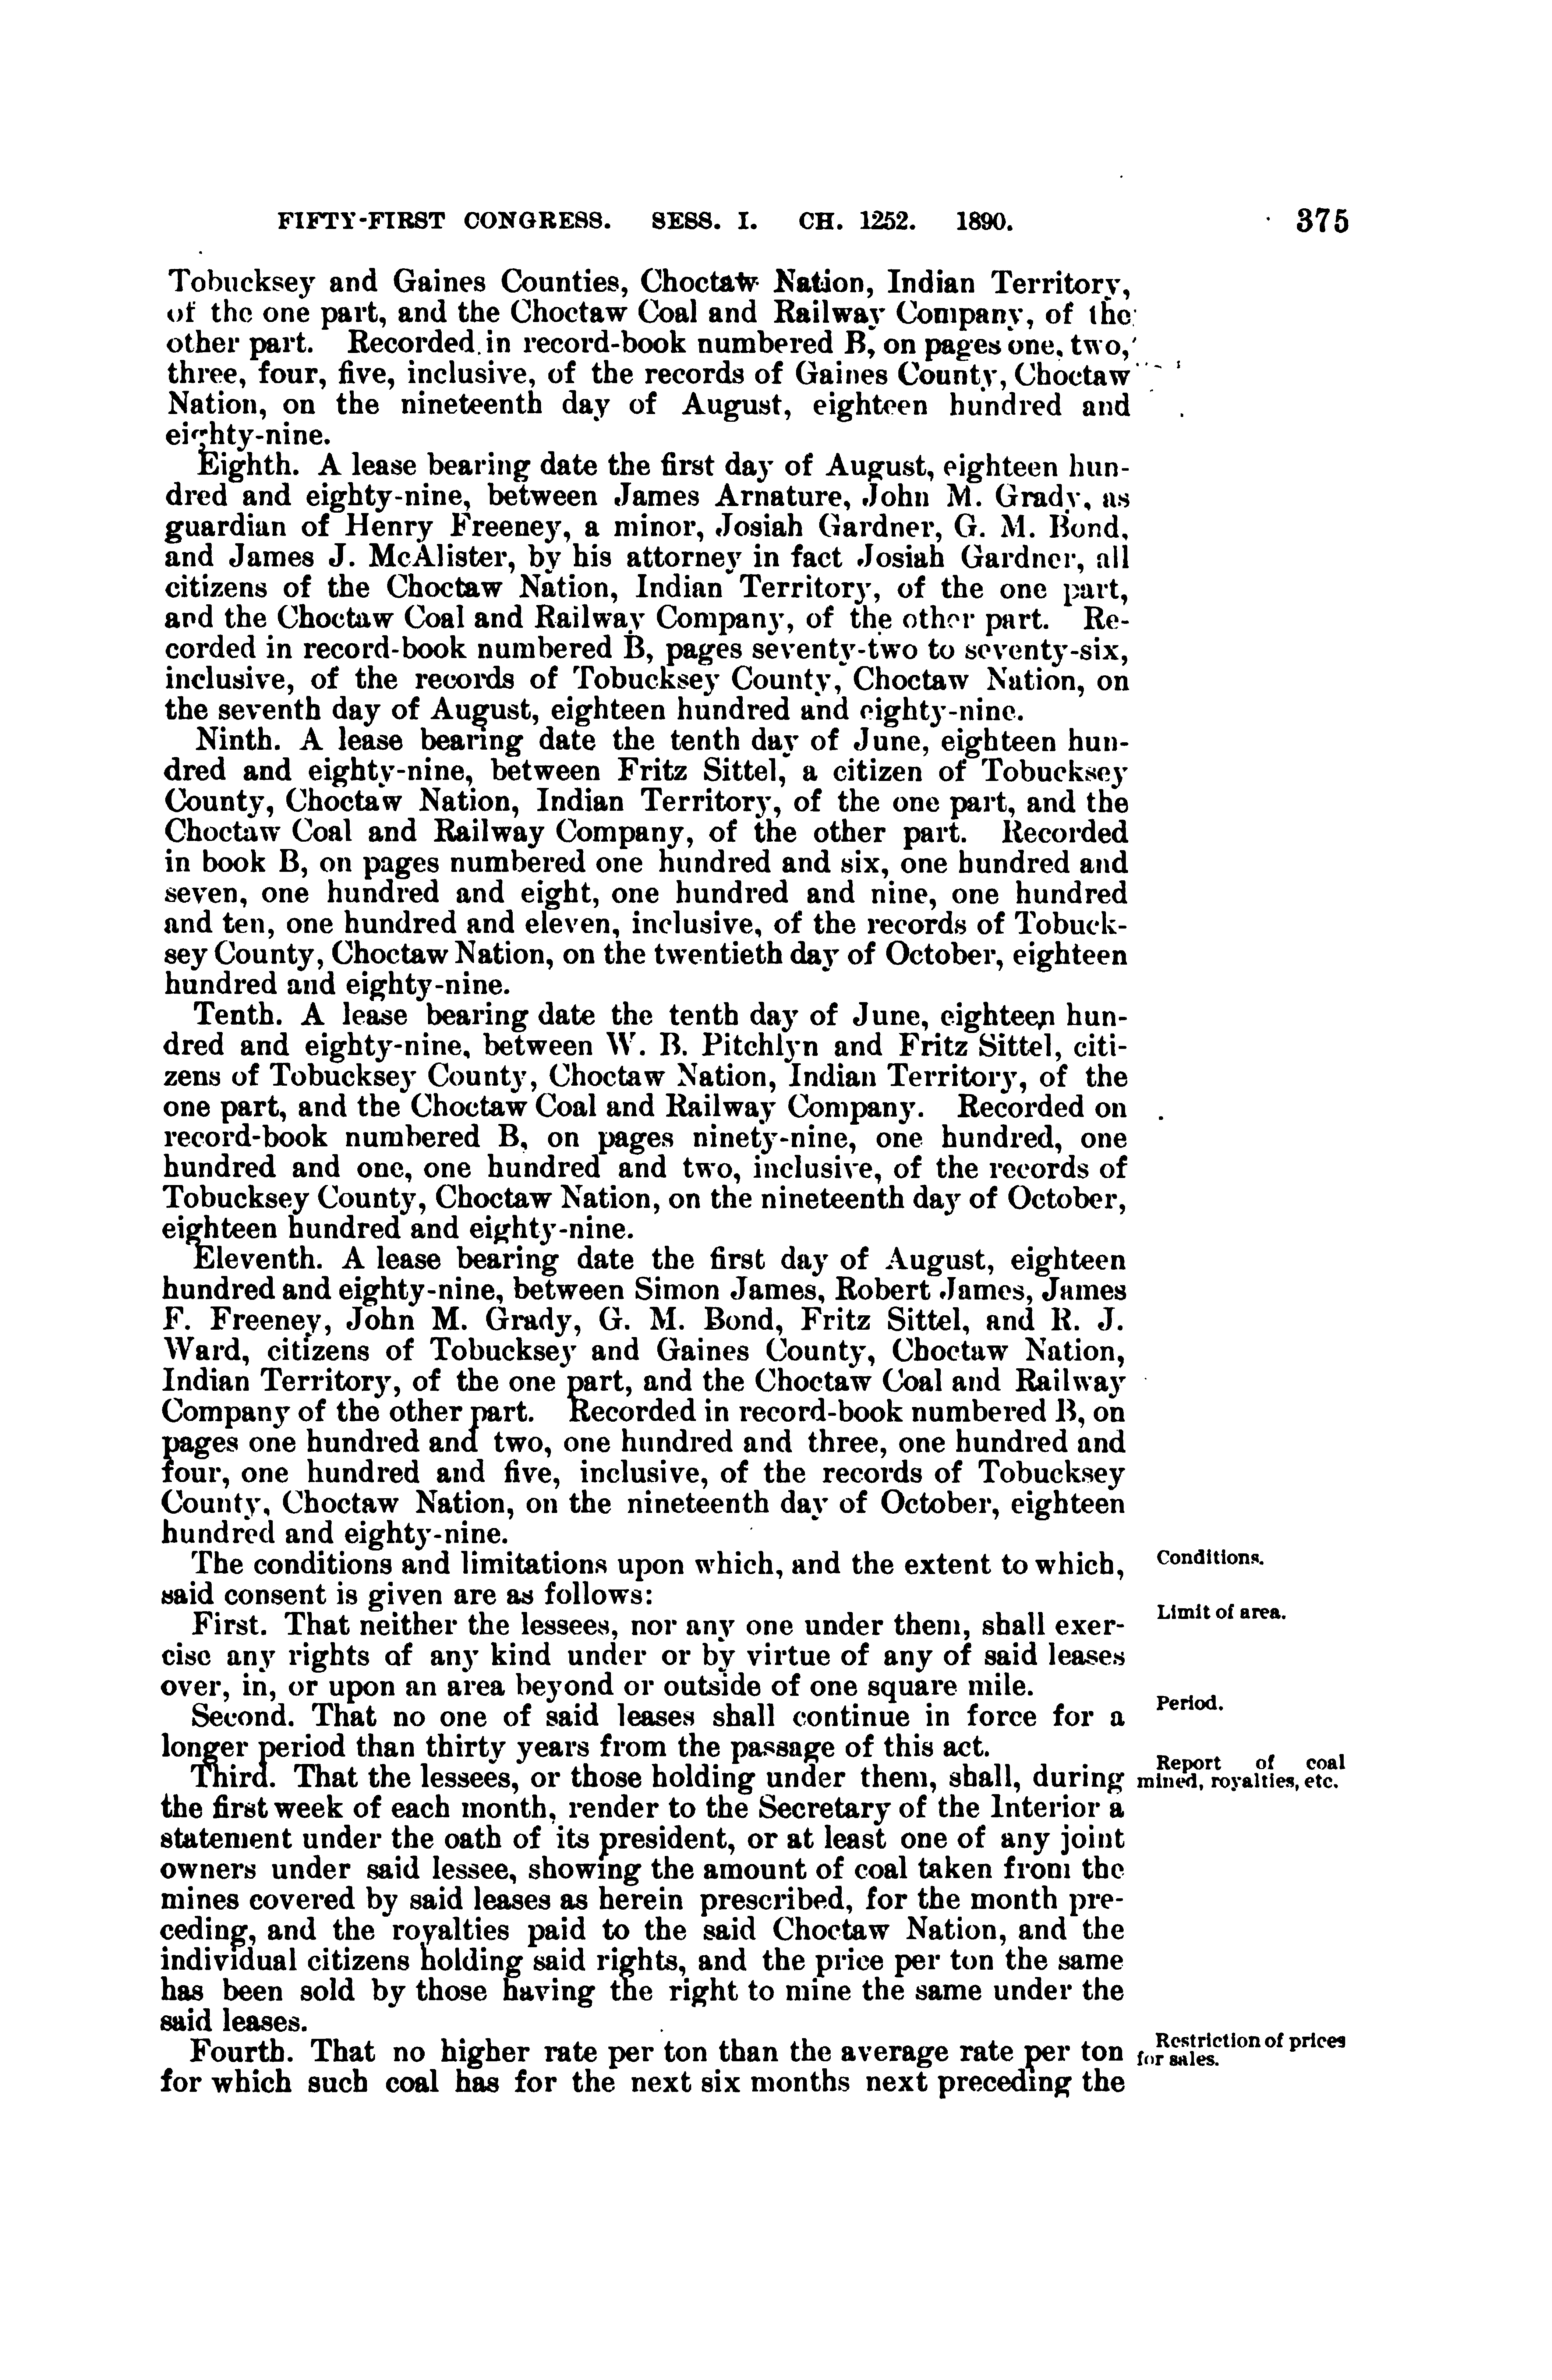 FIFTY-FIRST CONGRESS. SESS. I. CH. 1252. 1890. 375
Tobucksey and Gaines Counties, Choctaw Nation, Indian Territory,
of the one part, and the Choctaw Coal and Railway Company, of the
other part. Recorded in record-book numbered B, on pages one, two,
three, four, five, inclusive, of the records of Gaines County, Choctaw
Nation, on the nineteenth day of August, eighteen hundred and
eighty-nine.
Eighth. A lease bearing date the first day of August, eighteen hun-
dred and eighty-nine, between James Arnature, John M. Grady, as
guardian of Henry Freeney, a minor, Josiah Gardner, G. M. Bond,
and James J. McAlister, by his attorney in fact Josiah Gardner, all
citizens of the Choctaw Nation, Indian Territory, of the one part,
and the Choctaw Coal and Railway Company, of the other part. Re-
corded in record-book numbered B, pages seventy-two to seventy-six,
inclusive, of the records of Tobucksey County, Choctaw Nation, on
the seventh day of August, eighteen hundred and eighty-nine.
Ninth. A lease bearing date the tenth day of June, eighteen hun-
dred and eighty-nine, between Fritz Sittel, a citizen of Tobucksey
County, Choctaw Nation, Indian Territory, of the one part, and the
Choctaw Coal and Railway Company, of the other part. Recorded
in book B, on pages numbered one hundred and six, one hundred and
seven, one hundred and eight, one hundred and nine, one hundred
and ten, one hundred and eleven, inclusive, of the records of Tobuck-
sey County, Choctaw Nation, on the twentieth day of October, eighteen
hundred and eighty-nine.
Tenth. A lease bearing date the tenth day of June, eighteen hun-
dred and eighty-nine, between W. B. Pitchlyn and Fritz Sittel, citi-
zens of Tobucksey County, Choctaw Nation, Indian Territory, of the
one part, and the Choctaw Coal and Railway Company. Recorded on
record-book numbered B, on pages ninety-nine, one hundred, one
hundred and one, one hundred and two, inclusive, of the records of
Tobucksey County, Choctaw Nation, on the nineteenth day of October,
eighteen hundred and eighty-nine.
Eleventh. A lease bearing date the first day of August, eighteen
hundred and eighty-nine, between Simon James, Robert James, James
F. Freeney, John M. Grady, G. M. Bond, Fritz Sittel, and R. J.
Ward, citizens of Tobucksey and Gaines County, Choctaw Nation,
Indian Territory, of the one part, and the Choctaw Coal and Railway
Company of the other part. Recorded in record-book numbered B, on
pages one hundred and two, one hundred and three, one hundred and
four, one hundred and five, inclusive, of the records of Tobucksey
County, Choctaw Nation, on the nineteenth day of October, eighteen
hundred and eighty-nine.
The conditions and limitations upon which, and the extent to which,
Conditions.
said consent is given are as follows:
First. That neither the lessees, nor any one under them, shall exer-
Limit of area.
cise any rights of any kind under or by virtue of any of said leases
over, in, or upon an area beyond or outside of one square mile.
Second. That no one of said leases shall continue in force for a
Period.
longer period than thirty years from the passage of this act.
Third. That the lessees, or those holding under them, shall, during
Report of coal
mined, royalties, etc.
the first week of each month, render to the Secretary of the Interior a
statement under the oath of its president, or at least one of any joint
owners under said lessee, showing the amount of coal taken from the
mines covered by said leases as herein prescribed, for the month pre-
ceding, and the royalties paid to the said Choctaw Nation, and the
individual citizens holding said rights, and the price per ton the same
has been sold by those having the right to mine the same under the
said leases.
Fourth. That no higher rate per ton than the average rate per ton
Restriction of prices
for sales.
for which such coal has for the next six months next preceding the